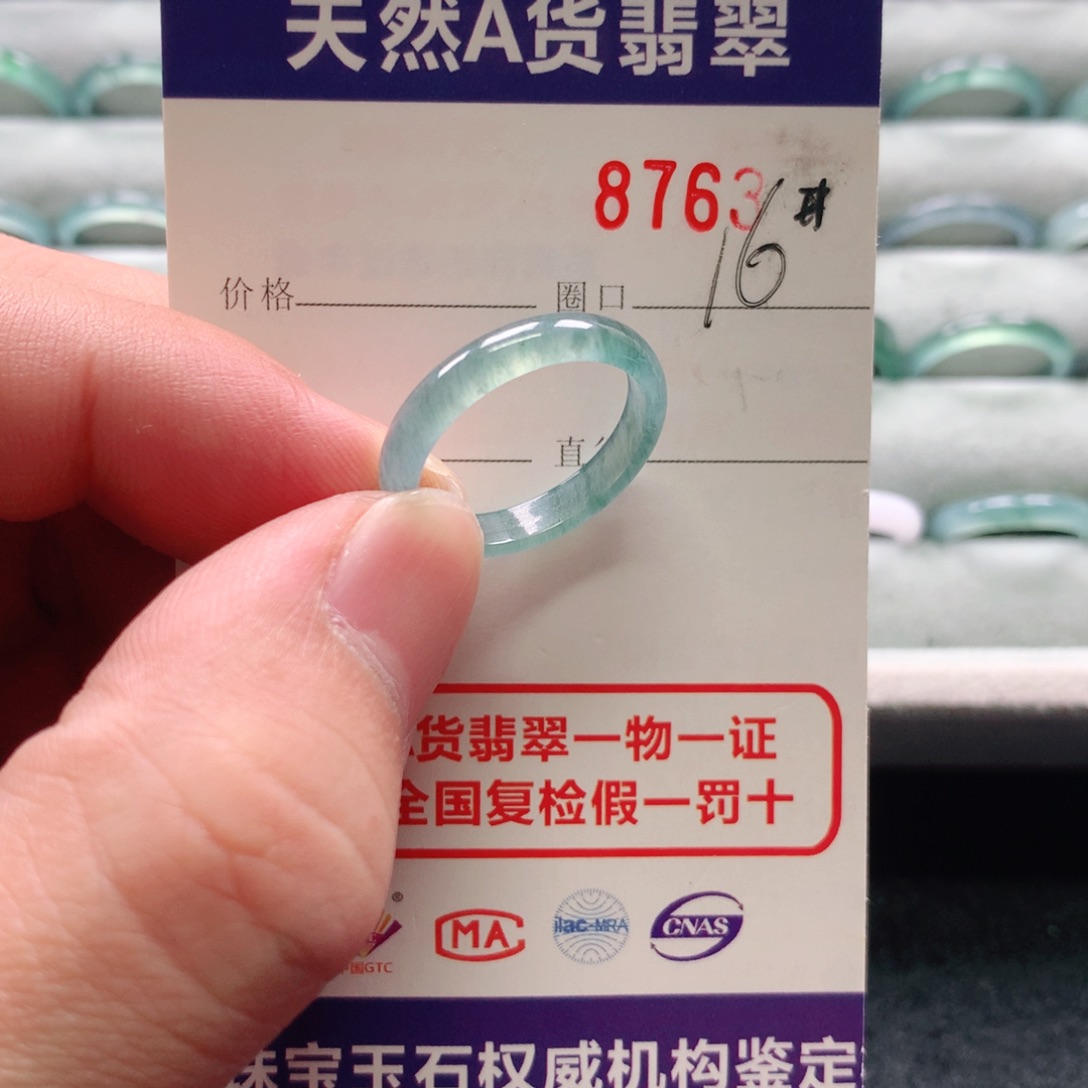 天然A货翡翠
8763
16 #
价格 圈口
直
货翡翠一物一证
全国复检假一罚十
®
中国GTC
MA
ilac-MRA
CNAS
珠宝玉石权威机构鉴定